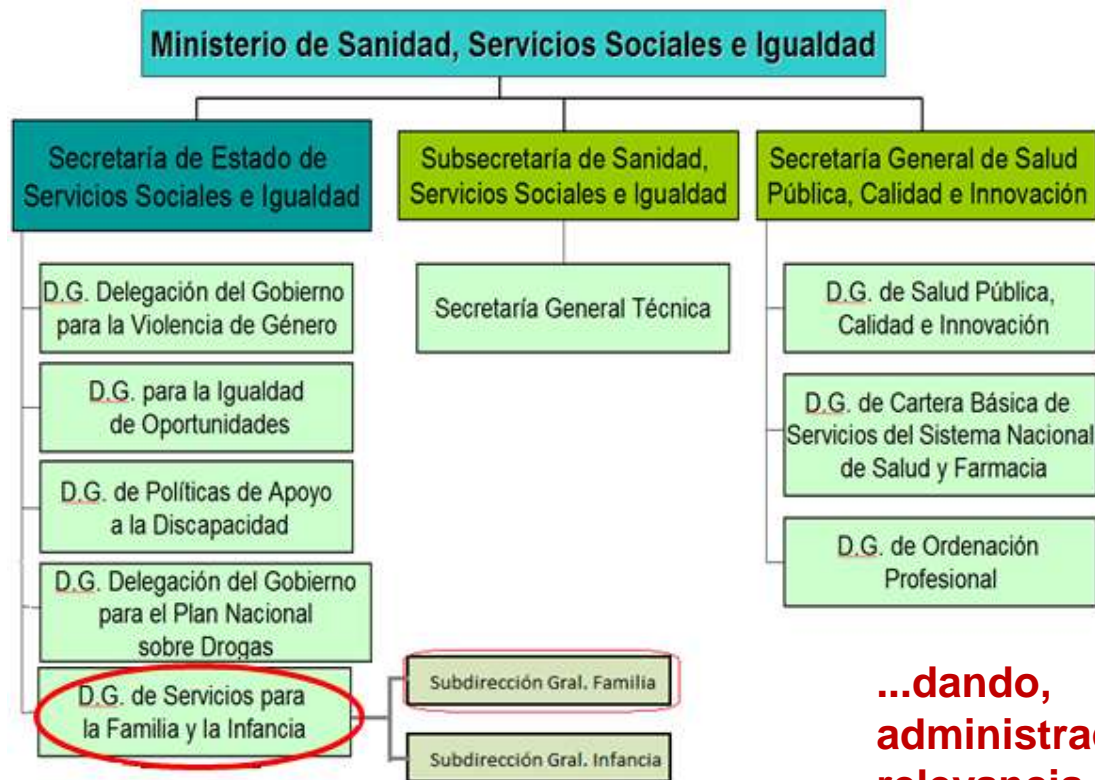 Ministerio de Sanidad, Servicios Sociales e Igualdad
Secretaría de Estado de
Servicios Sociales e Igualdad
D.G. Delegación del Gobierno
para la Violencia de Género
D.G. para la Igualdad
de Oportunidades
D.G. de Políticas de Apoyo
a la Discapacidad
D.G. Delegación del Gobierno
para el Plan Nacional
sobre Drogas
D.G. de Servicios para
la Familia y la Infancia
Subdirección Gral. Familia
Subdirección Gral. Infancia
Subsecretaría de Sanidad,
Servicios Sociales e Igualdad
Secretaría General Técnica
Secretaría General de Salud
Pública, Calidad e Innovación
D.G. de Salud Pública,
Calidad e Innovación
D.G. de Cartera Básica de
Servicios del Sistema Nacional
de Salud y Farmacia
D.G. de Ordenación
Profesional
...dando,